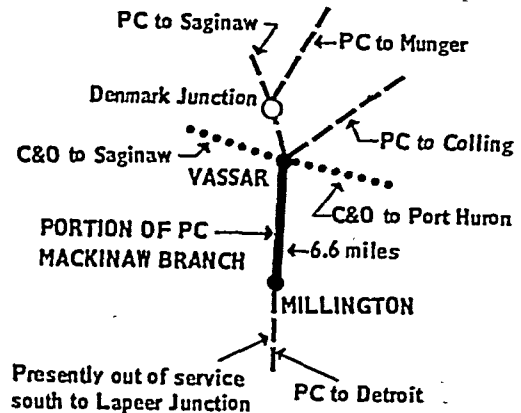 PC to Saginaw
PC to Munger
Denmark Junction
PC to Colling
C&O to Saginaw
VASSAR
C&O to Port Huron
PORTION OF PC
MACKINAW BRANCH
6.6 miles
MILLINGTON
Presently out of service
south to Lapeer Junction
PC to Detroit